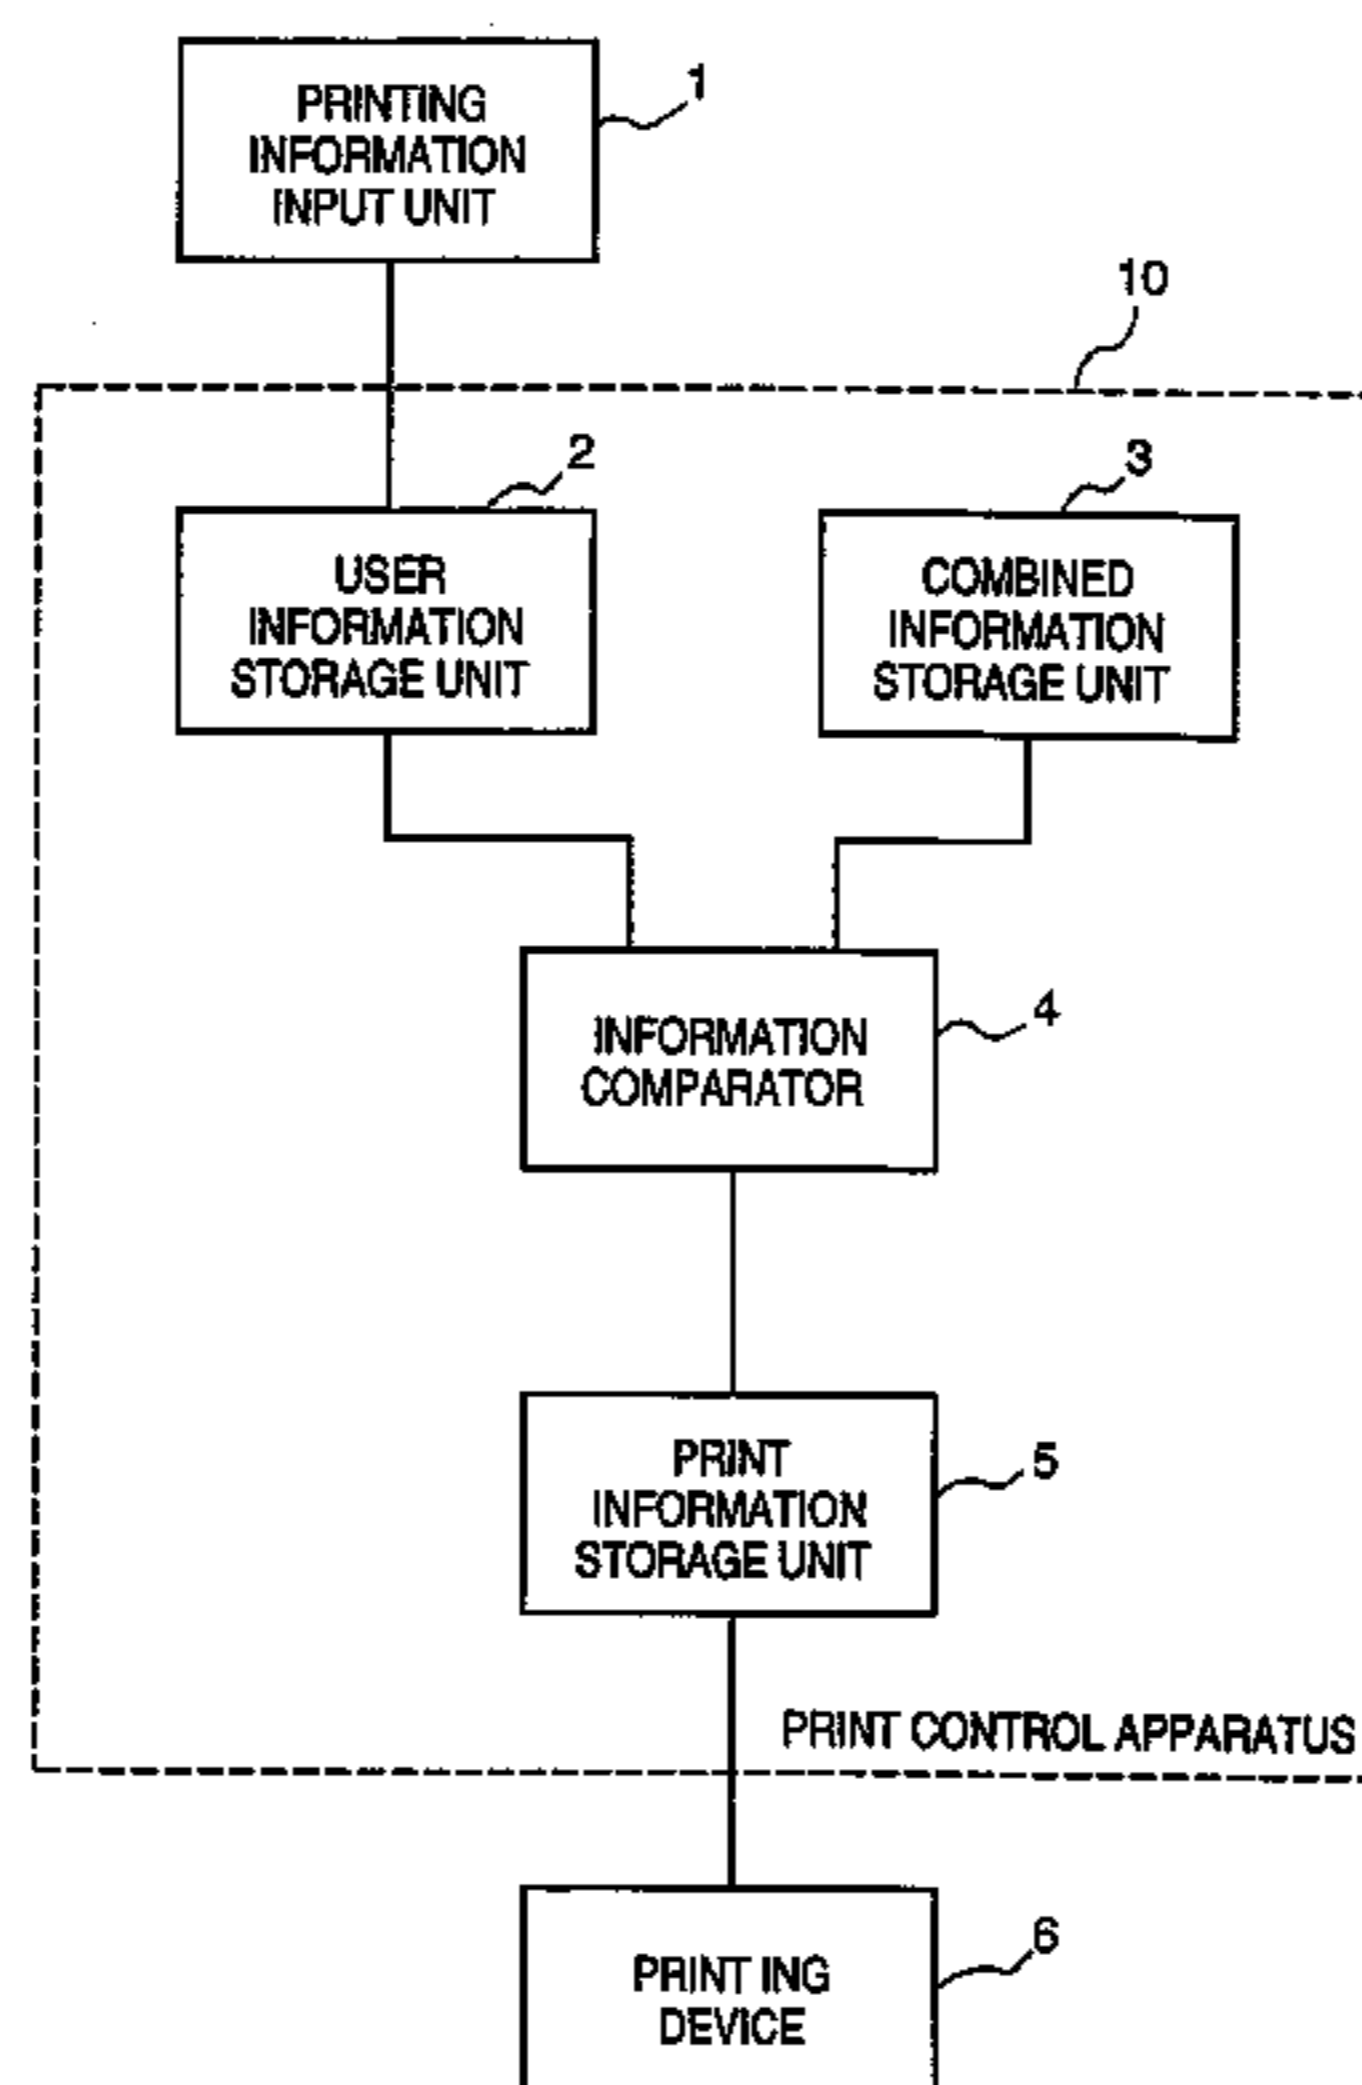 1
PRINTING
INFORMATION
INPUT UNIT
10
2
3
USER
INFORMATION
STORAGE UNIT
COMBINED
INFORMATION
STORAGE UNIT
4
INFORMATION
COMPARATOR
5
PRINT
INFORMATION
STORAGE UNIT
PRINT CONTROL APPARATUS
6
PRINT ING
DEVICE